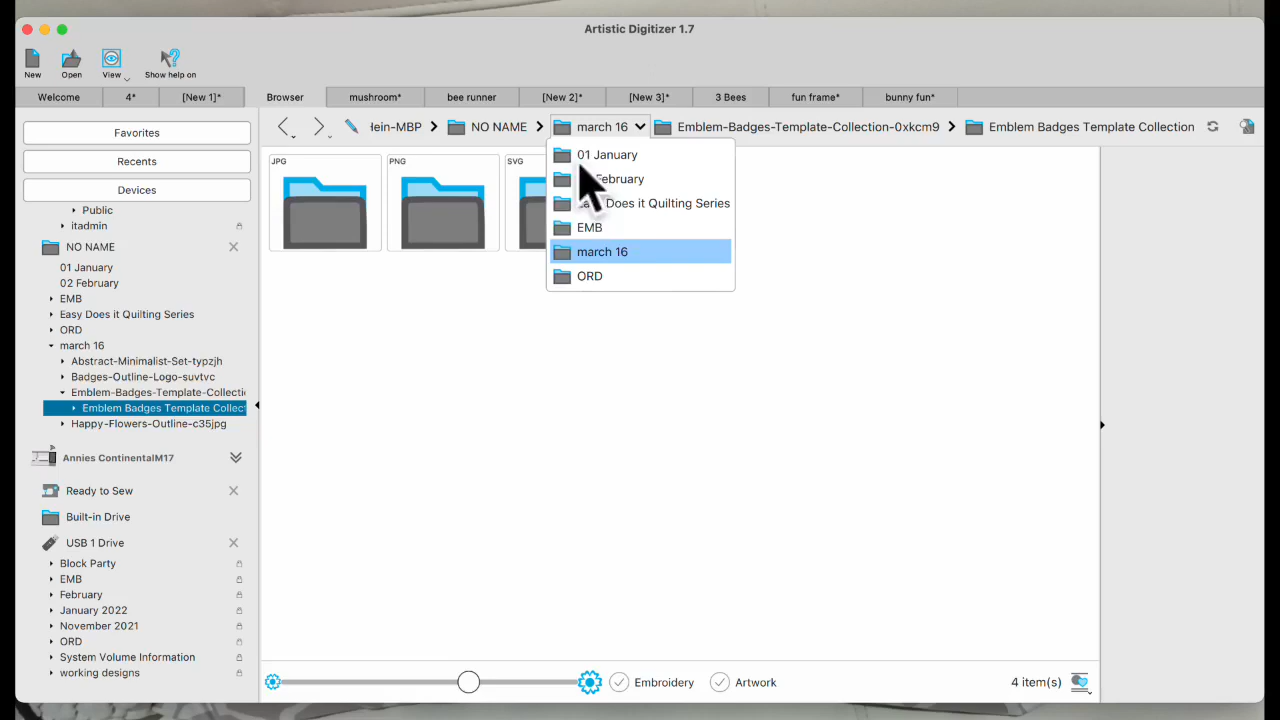 Artistic Digitizer 1.7
New
Open
View
Show help on
Welcome
4*
[New 1]*
Browser
mushroom*
bee runner
[New 2]*
[New 3]*
3 Bees
fun frame*
bunny fun*
Favorites
Recents
Devices
Public
itadmin
NO NAME
01 January
02 February
EMB
Easy Does it Quilting Series
ORD
march 16
Abstract-Minimalist-Set-typzjh
Badges-Outline-Logo-suvtvc
Emblem-Badges-Template-Collecti
Emblem Badges Template Collec
Happy-Flowers-Outline-c35jpg
Annies ContinentalM17
Ready to Sew
Built-in Drive
USB 1 Drive
Block Party
EMB
February
January 2022
November 2021
ORD
System Volume Information
working designs
lein-MBP
NO NAME
march 16
Emblem-Badges-Template-Collection-0xkcm9
Emblem Badges Template Collection
JPG
PNG
SVG
01 January
February
Does it Quilting Series
EMB
march 16
ORD
Embroidery
Artwork
4 item(s)